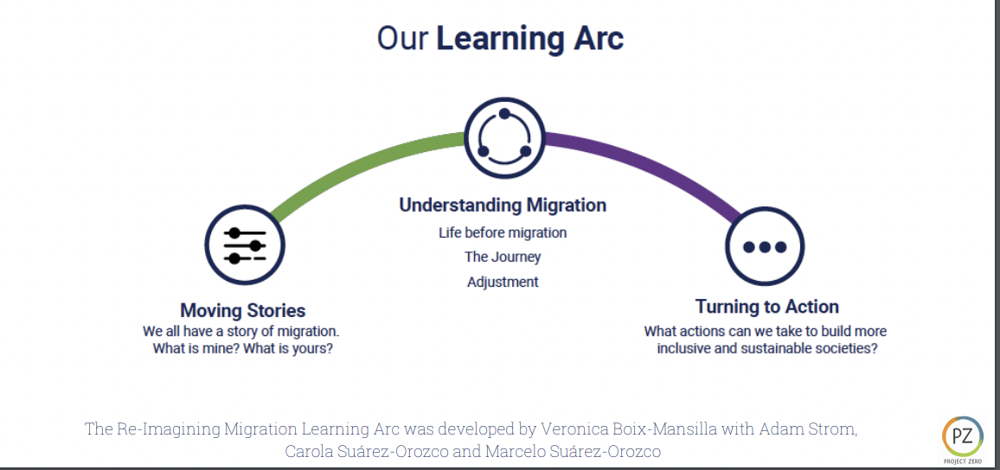 Our Learning Arc
Understanding Migration
Life before migration
The Journey
Adjustment
Moving Stories
We all have a story of migration.
What is mine? What is yours?
Turning to Action
What actions can we take to build more
inclusive and sustainable societies?
The Re-Imagining Migration Learning Arc was developed by Veronica Boix-Mansilla with Adam Strom,
Carola Suárez-Orozco and Marcelo Suárez-Orozco
PZ
PROJECT ZERO